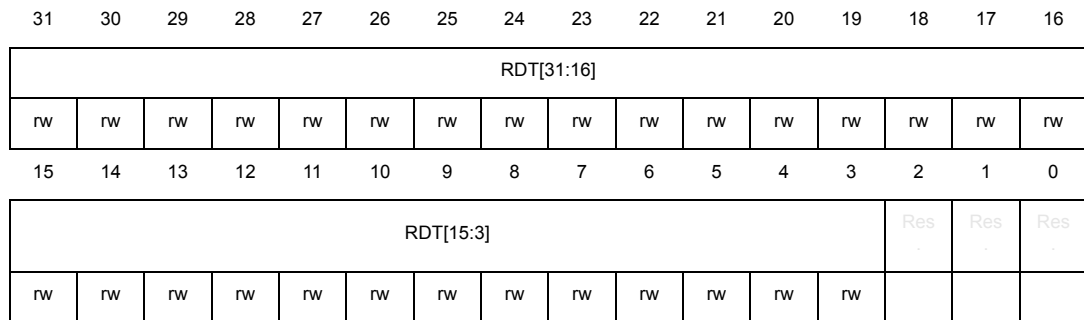 31 30 29 28 27 26 25 24 23 22 21 20 19 18 17 16
RDT[31:16]
rw rw rw rw rw rw rw rw rw rw rw rw rw rw rw rw
15 14 13 12 11 10 9 8 7 6 5 4 3 2 1 0
RDT[15:3] Res. Res. Res.
rw rw rw rw rw rw rw rw rw rw rw rw rw